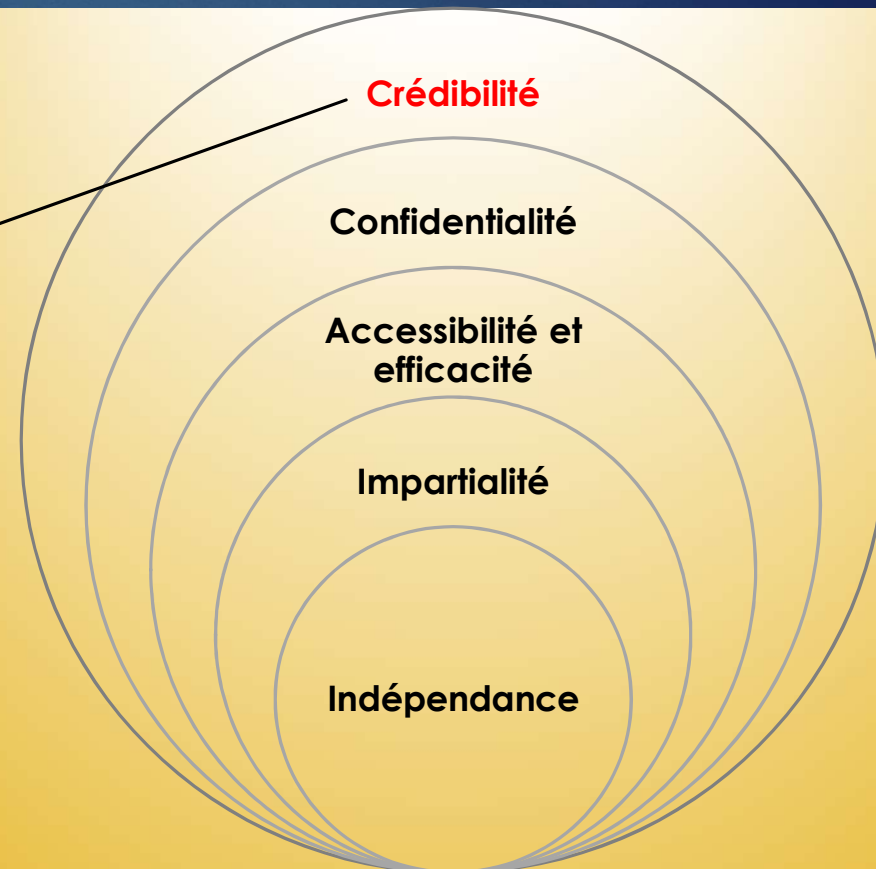 Crédibilité
Confidentialité
Accessibilité et
efficacité
Impartialité
Indépendance